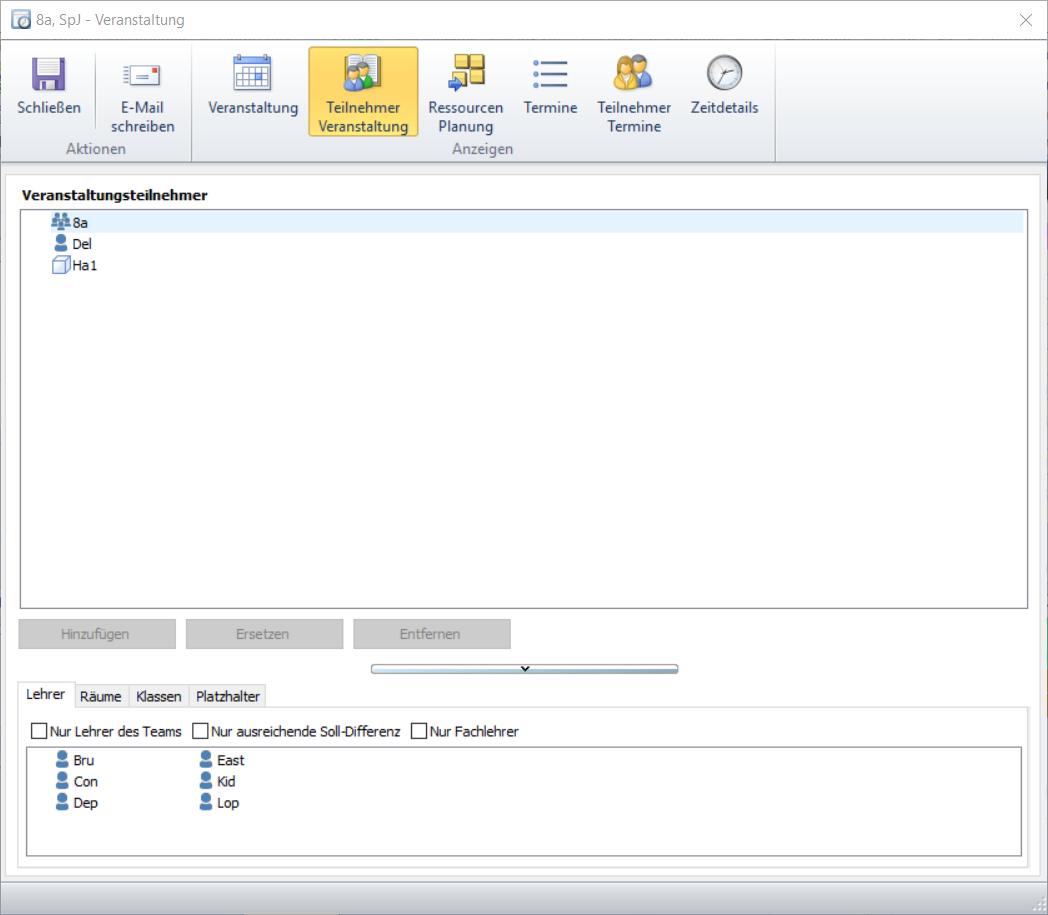 8a, SpJ - Veranstaltung
Schließen
E-Mail
schreiben
Veranstaltung
Teilnehmer
Veranstaltung
Ressourcen
Planung
Termine
Teilnehmer
Termine
Zeitdetails
Aktionen
Anzeigen
Veranstaltungsteilnehmer
8a
Del
Ha1
Hinzufügen Ersetzen Entfernen
Lehrer Räume Klassen Platzhalter
Nur Lehrer des Teams Nur ausreichende Soll-Differenz Nur Fachlehrer
Bru East
Con Kid
Dep Lop